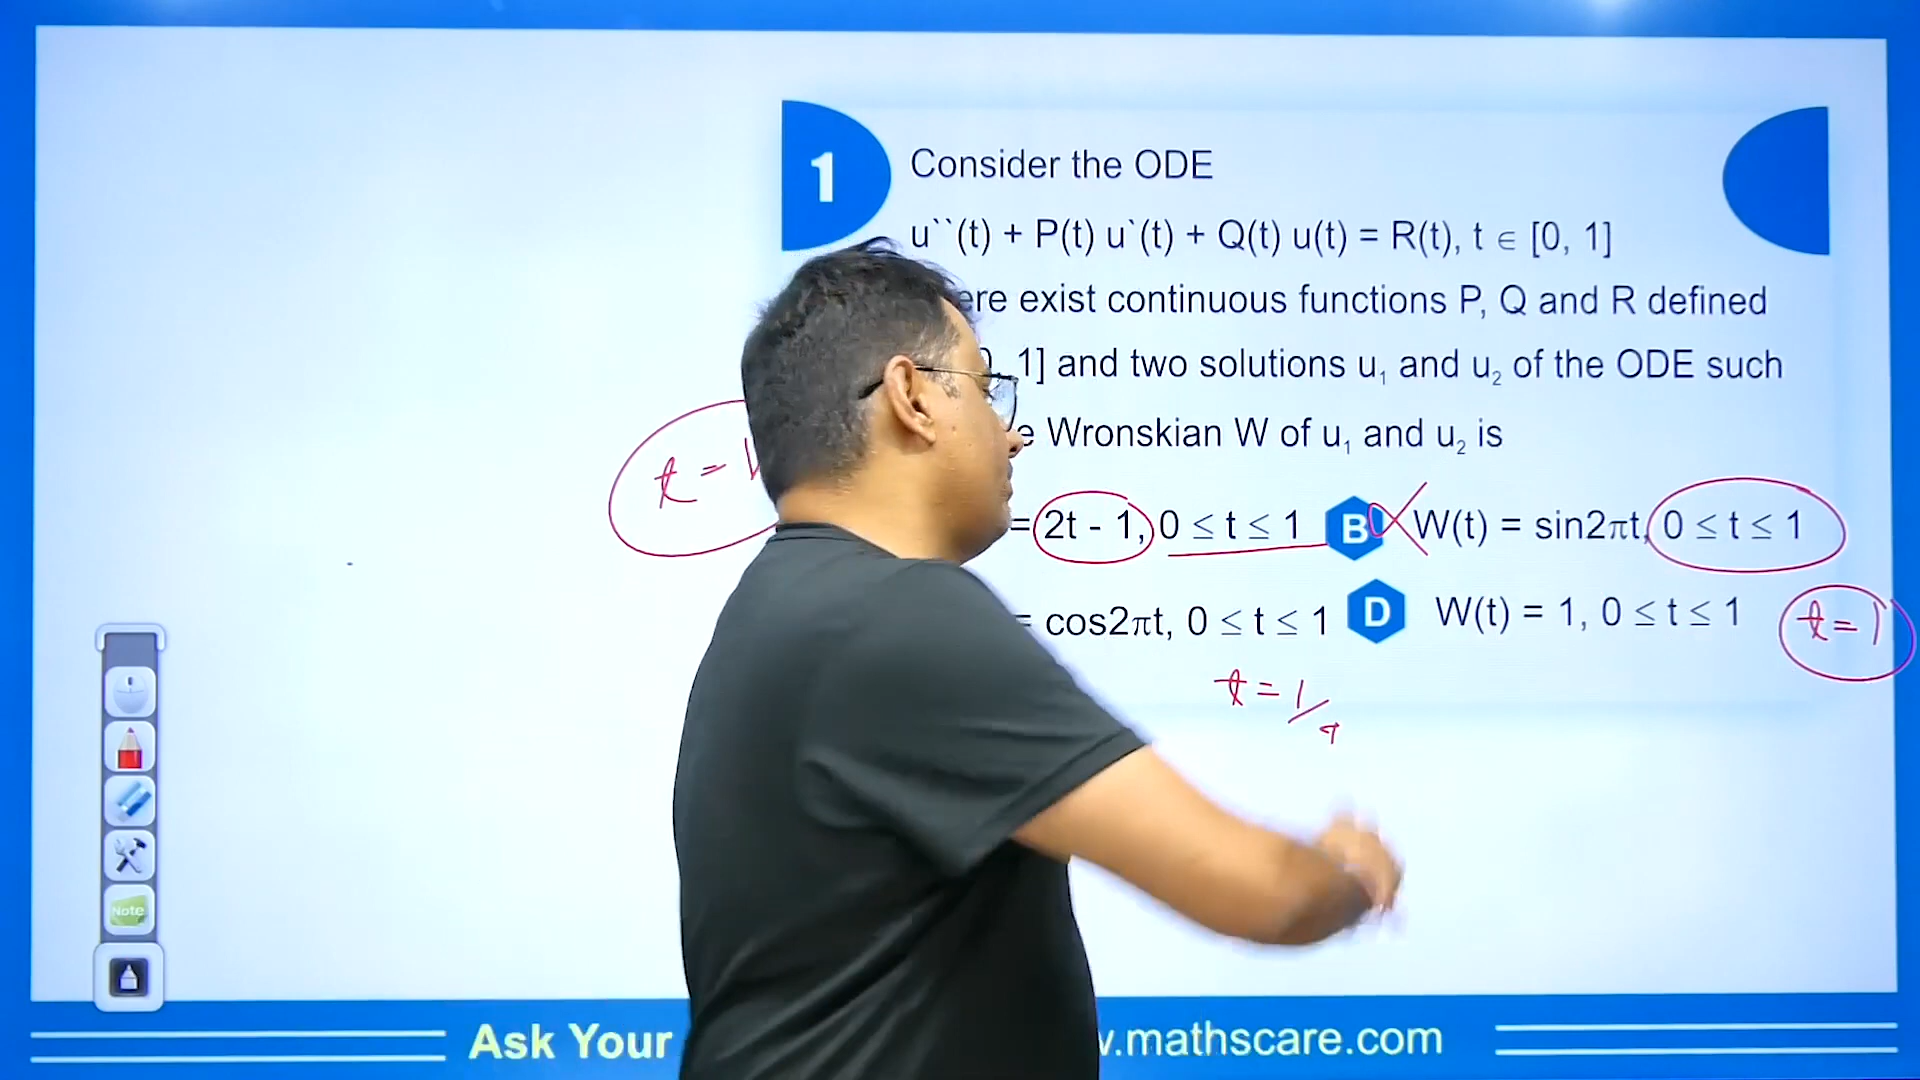 1
Consider the ODE
u``(t) + P(t) u`(t) + Q(t) u(t) = R(t), t ∈ [0, 1]
exist continuous functions P, Q and R defined
1] and two solutions u₁ and u₂ of the ODE such
Wronskian W of u₁ and u₂ is
t =
= 2t - 1, 0 ≤ t ≤ 1 B W(t) = sin2πt, 0 ≤ t ≤ 1
= cos2πt, 0 ≤ t ≤ 1 D W(t) = 1, 0 ≤ t ≤ 1 t = 1
t = 1/4
Note
Ask Your .mathscare.com